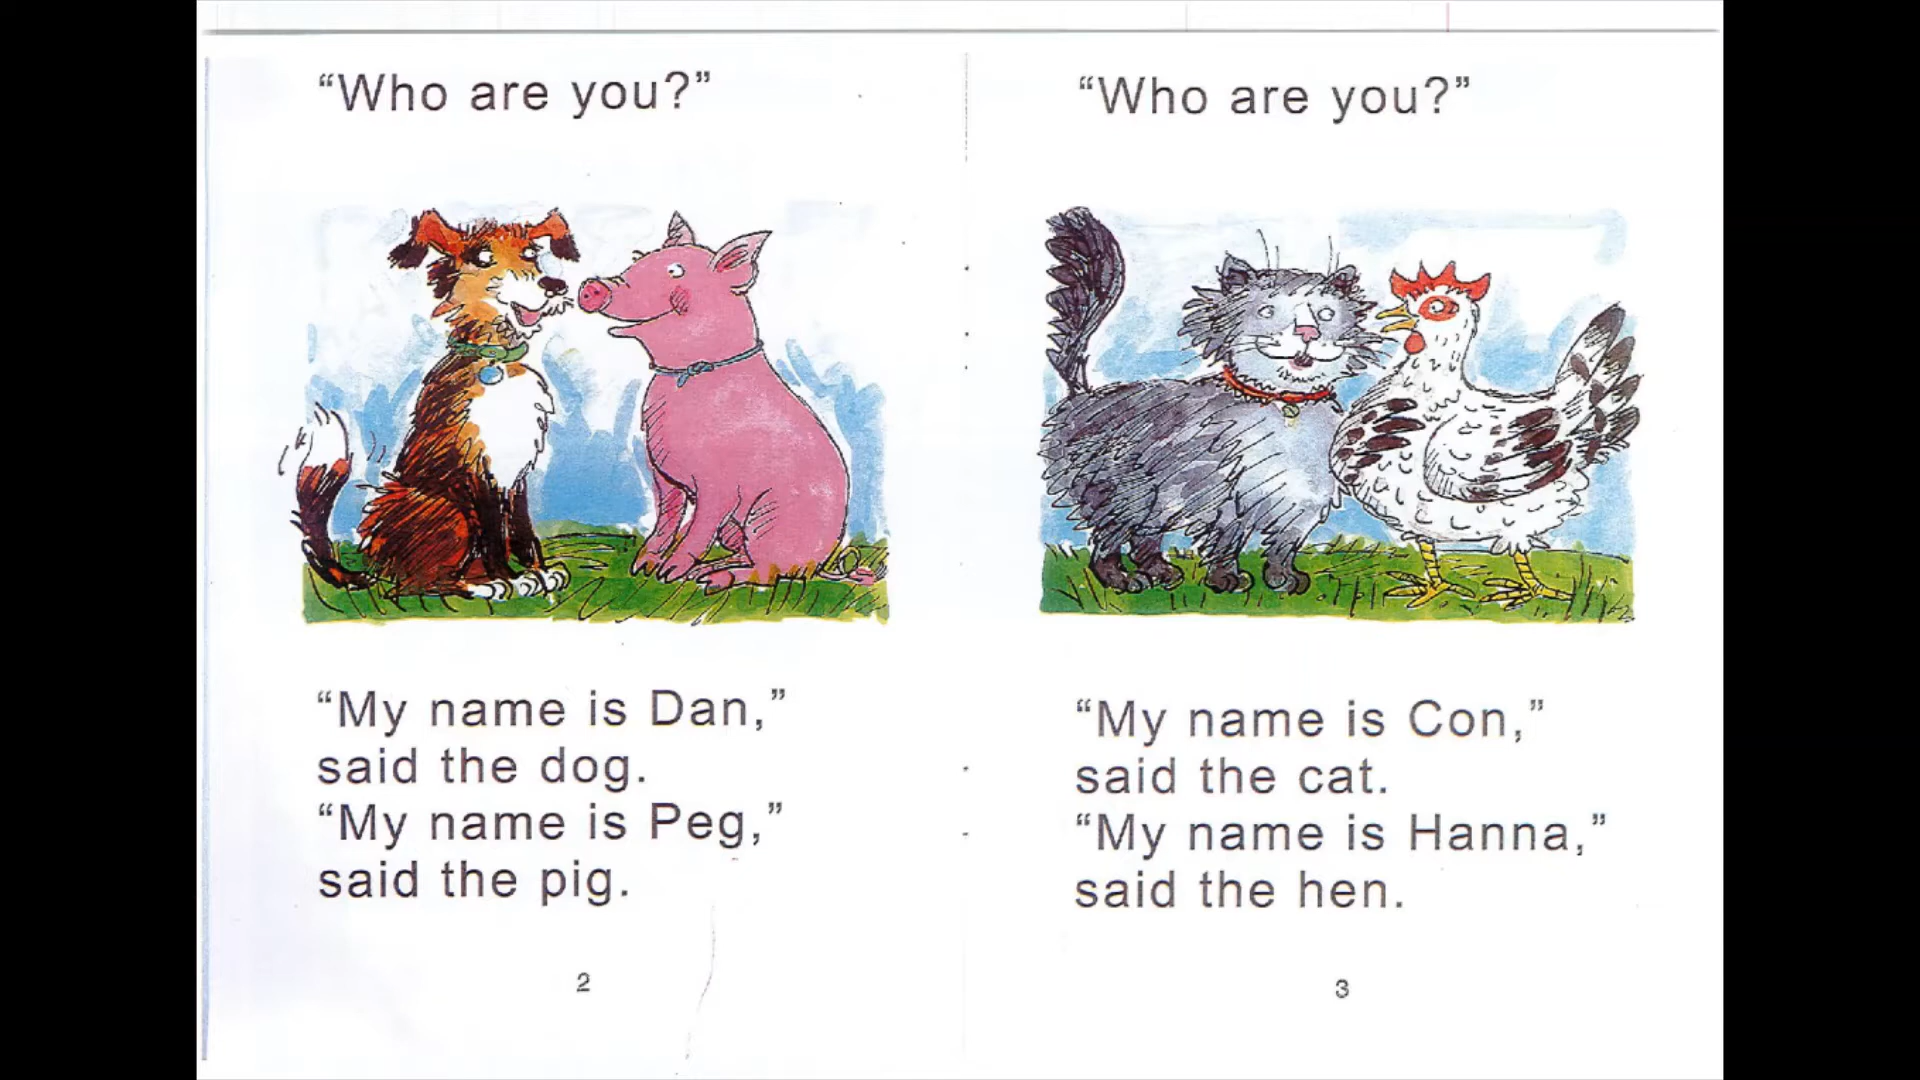 “Who are you?”
“My name is Dan,”
said the dog.
“My name is Peg,”
said the pig.
2
“Who are you?”
“My name is Con,”
said the cat.
“My name is Hanna,”
said the hen.
3